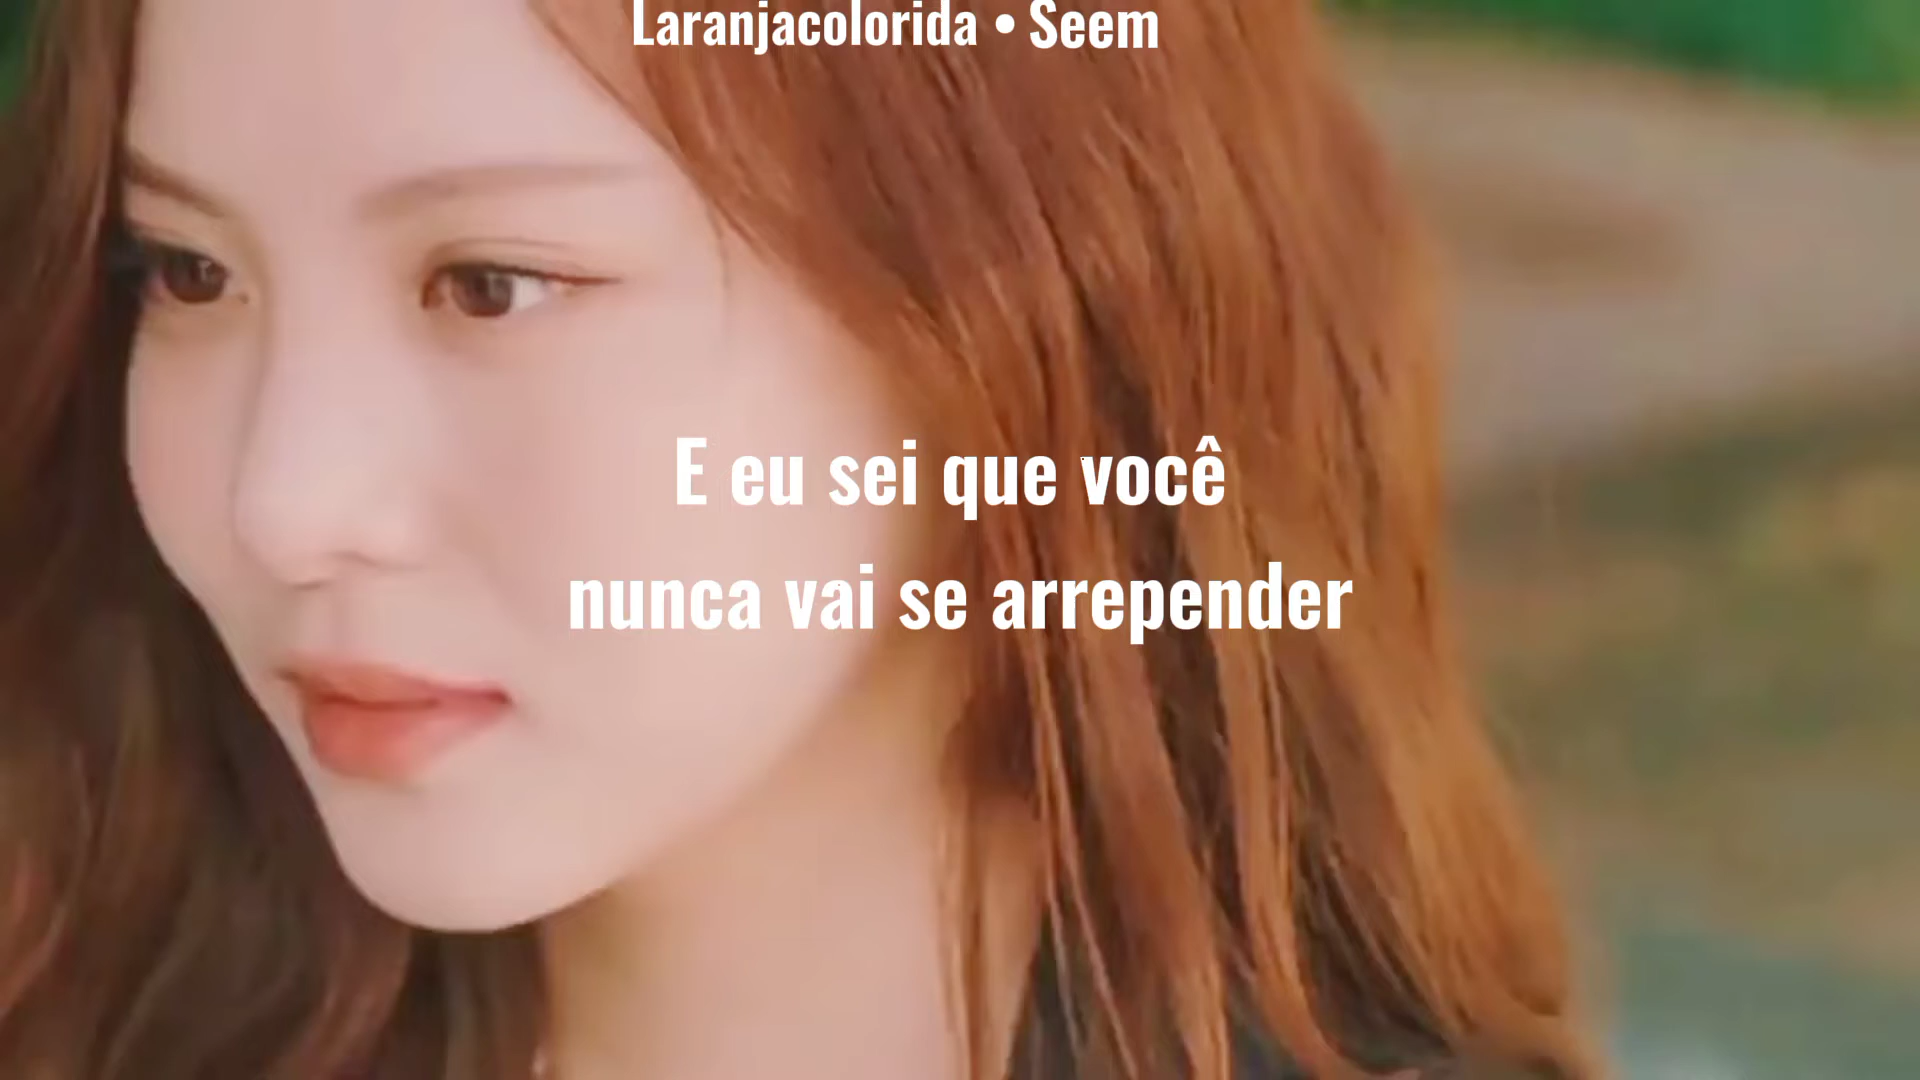 Laranjacolorida • Seem
E eu sei que você
nunca vai se arrepender